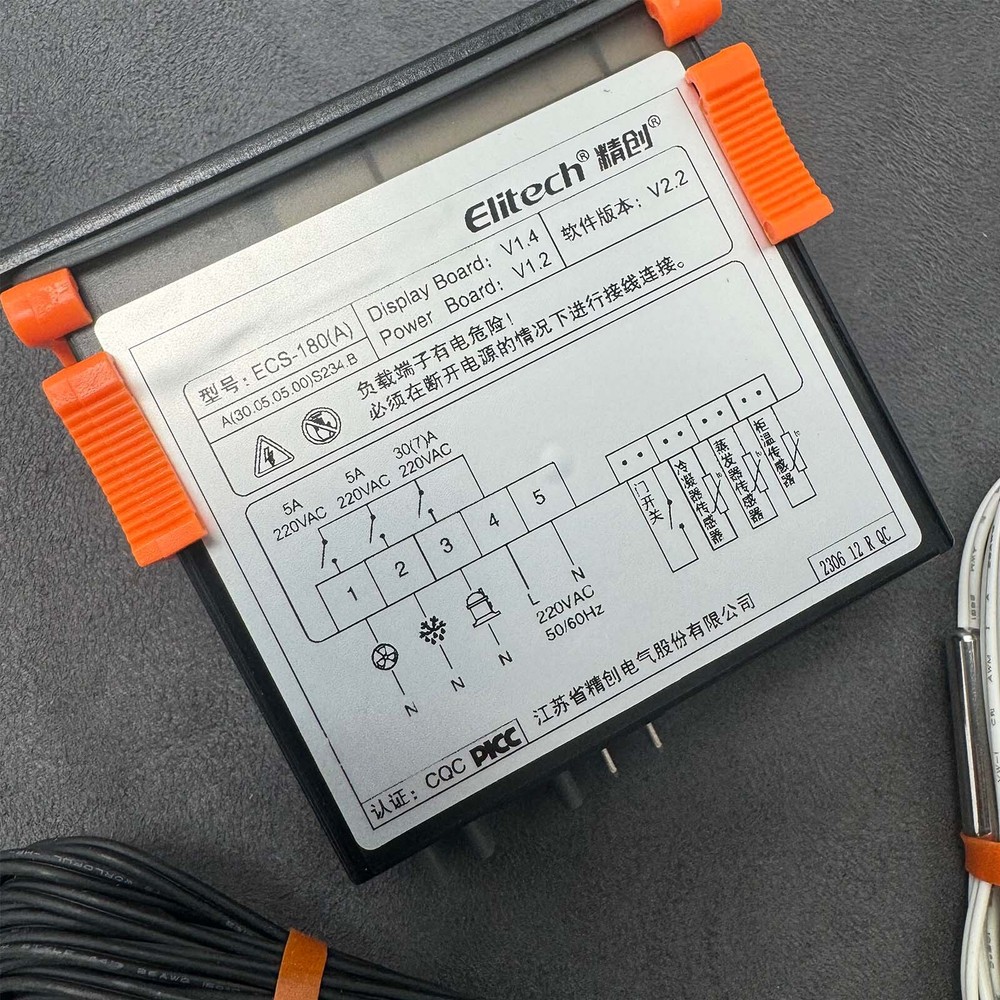 Elitech® 精创®
型号: ECS-180(A)
A(30.05.05.00)S234.B
Display Board: V1.4
Power Board: V1.2
软件版本: V2.2
负载端子有电危险!
必须在断开电源的情况下进行接线连接。
5A
220VAC
5A
220VAC
30(7)A
220VAC
1
2
3
4
5
门开关
冷凝器传感器
蒸发器传感器
柜温传感器
N
N
N
L
N
220VAC
50/60Hz
2306 12 R QC
认证: CQC PICC
江苏省精创电气股份有限公司
AWM